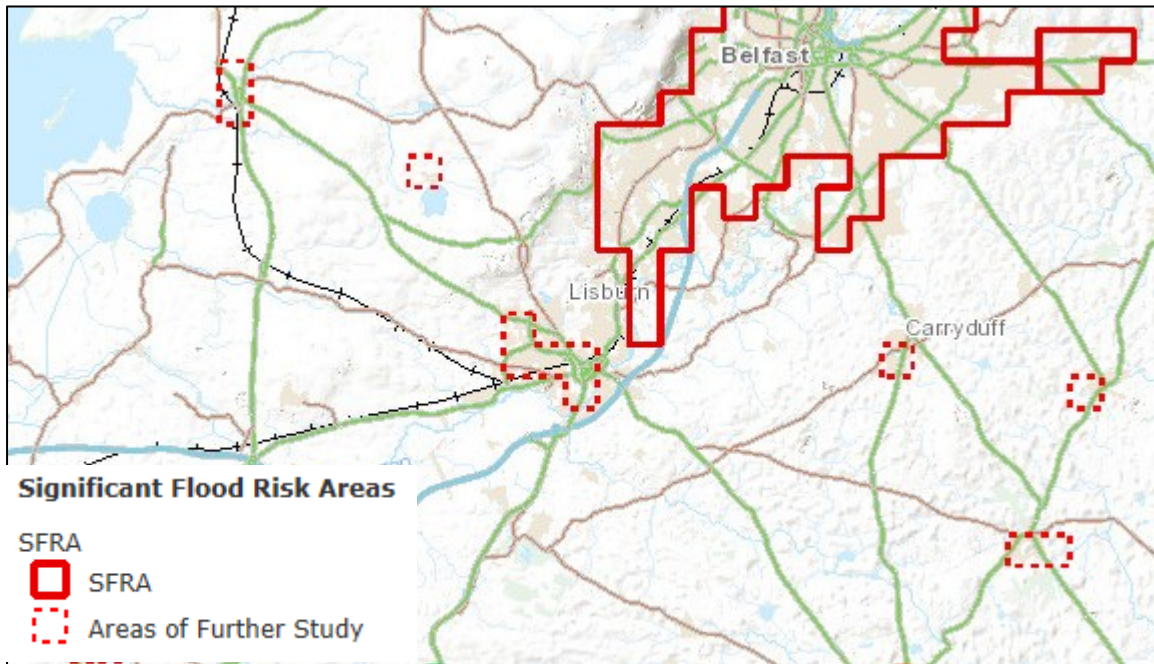 Belfast
Lisburn
Carryduff
Significant Flood Risk Areas
SFRA
SFRA
Areas of Further Study